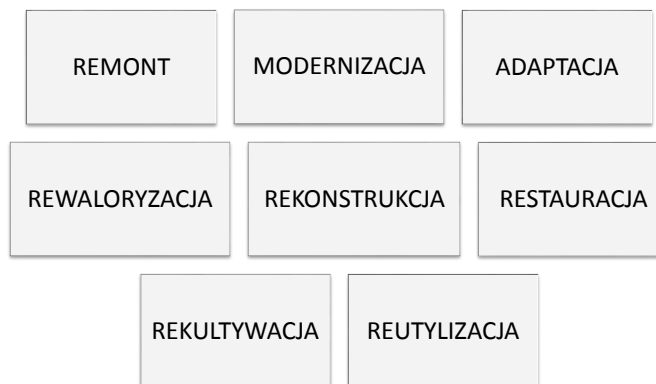 REMONT
MODERNIZACJA
ADAPTACJA
REWALORYZACJA
REKONSTRUKCJA
RESTAURACJA
REKULTYWACJA
REUTYLIZACJA